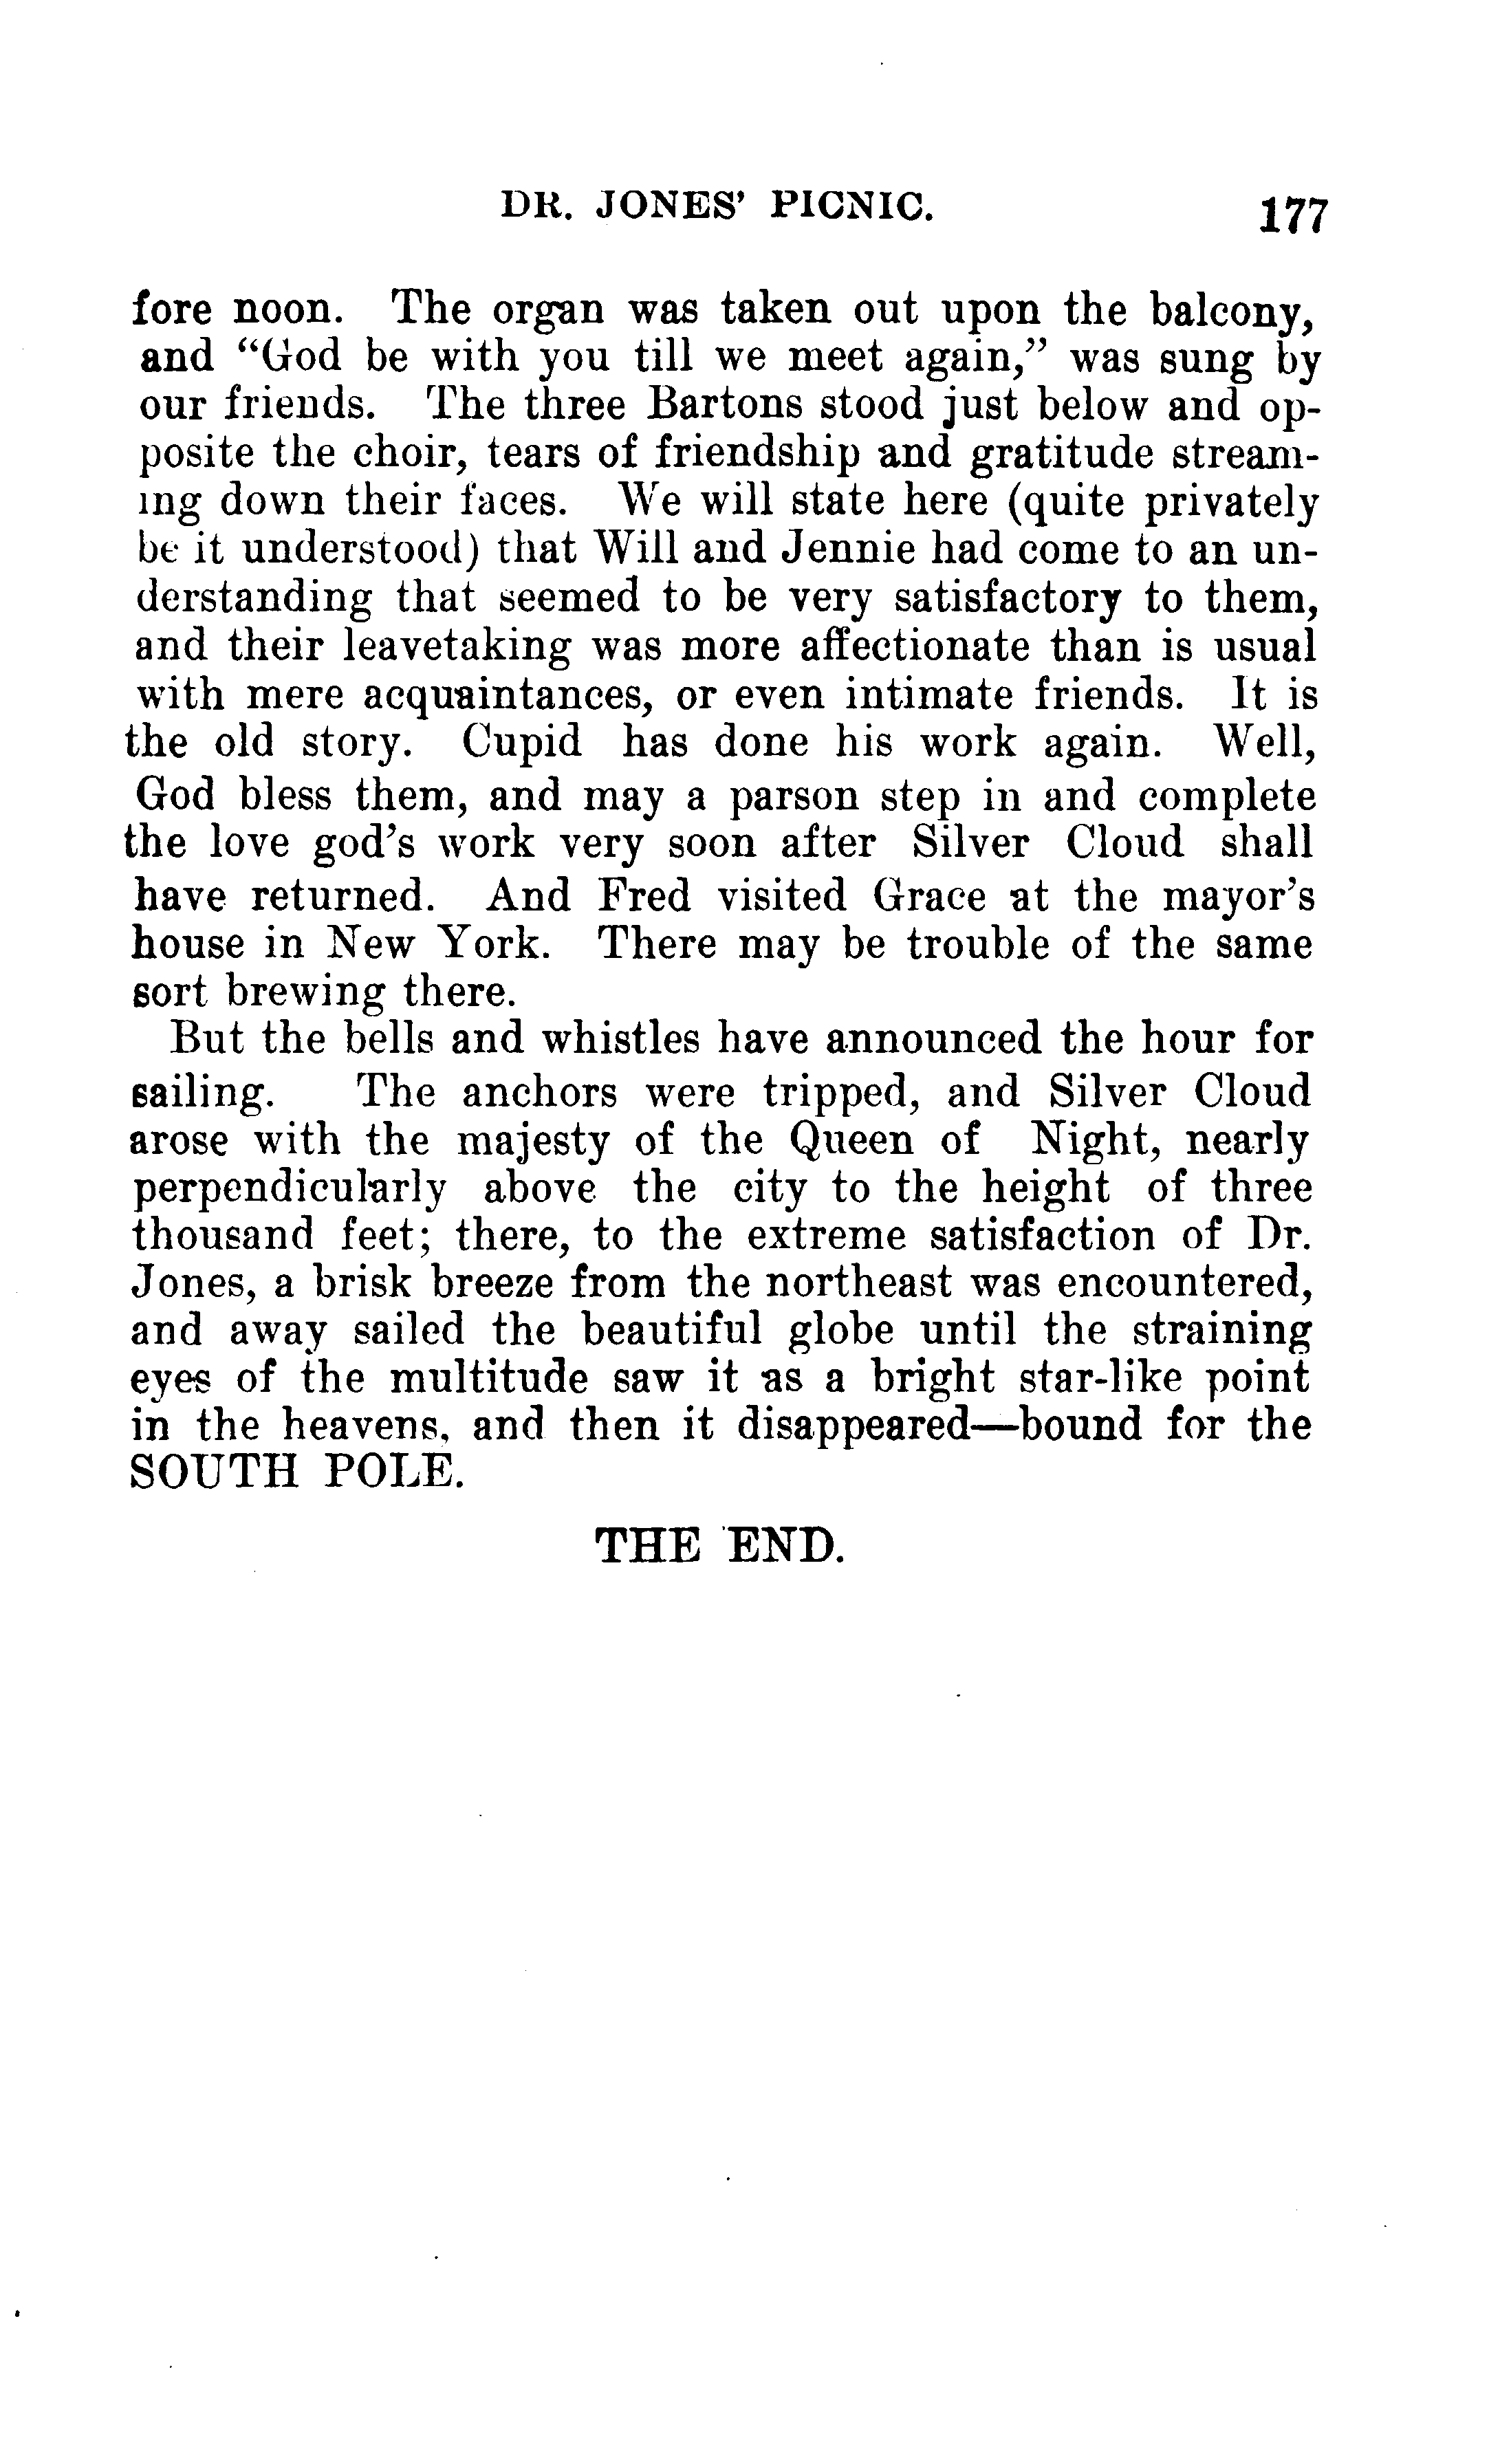 DR. JONES' PICNIC. 177
fore noon. The organ was taken out upon the balcony,
and “God be with you till we meet again,” was sung by
our friends. The three Bartons stood just below and op-
posite the choir, tears of friendship and gratitude stream-
ing down their faces. We will state here (quite privately
be it understood) that Will and Jennie had come to an un-
derstanding that seemed to be very satisfactory to them,
and their leavetaking was more affectionate than is usual
with mere acquaintances, or even intimate friends. It is
the old story. Cupid has done his work again. Well,
God bless them, and may a parson step in and complete
the love god's work very soon after Silver Cloud shall
have returned. And Fred visited Grace at the mayor's
house in New York. There may be trouble of the same
sort brewing there.
But the bells and whistles have announced the hour for
sailing. The anchors were tripped, and Silver Cloud
arose with the majesty of the Queen of Night, nearly
perpendicularly above the city to the height of three
thousand feet; there, to the extreme satisfaction of Dr.
Jones, a brisk breeze from the northeast was encountered,
and away sailed the beautiful globe until the straining
eyes of the multitude saw it as a bright star-like point
in the heavens, and then it disappeared—bound for the
SOUTH POLE.
THE END.